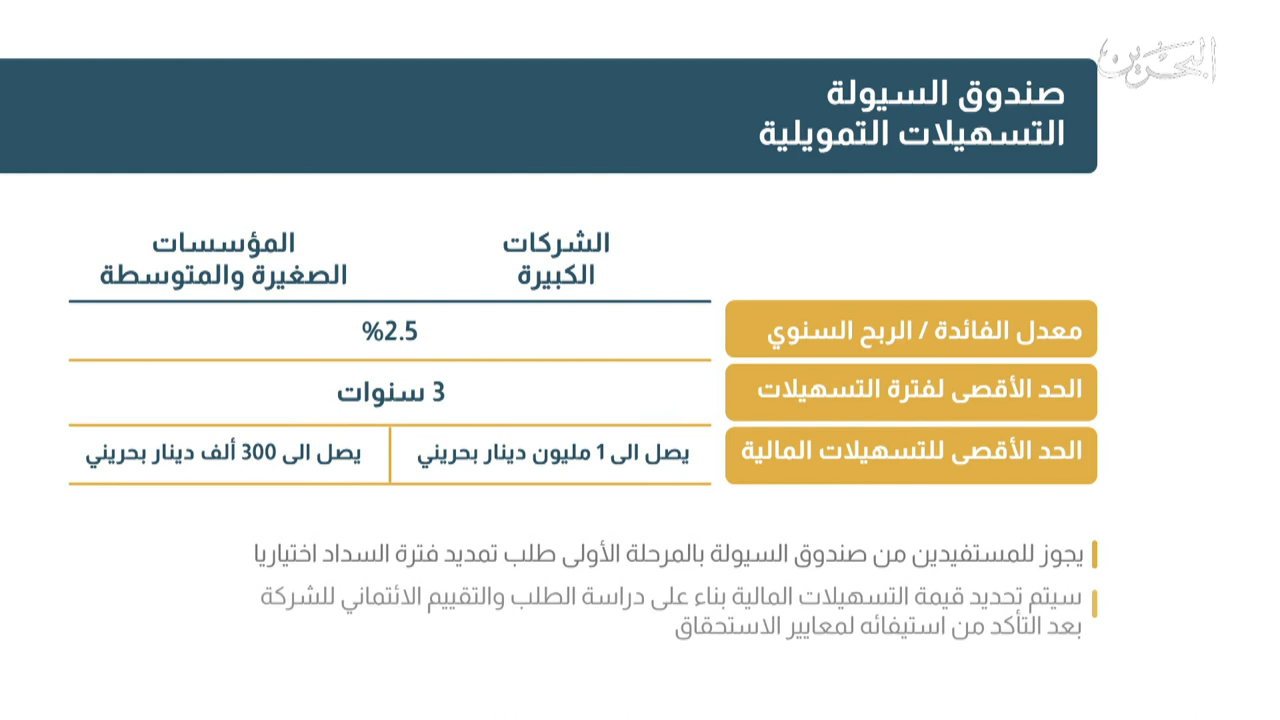 البحرين
صندوق السيولة
التسهيلات التمويلية
الشركات
الكبيرة
المؤسسات
الصغيرة والمتوسطة
معدل الفائدة / الربح السنوي
%2.5
الحد الأقصى لفترة التسهيلات
3 سنوات
الحد الأقصى للتسهيلات المالية
يصل الى 1 مليون دينار بحريني
يصل الى 300 ألف دينار بحريني
يجوز للمستفيدين من صندوق السيولة بالمرحلة الأولى طلب تمديد فترة السداد اختياريا
سيتم تحديد قيمة التسهيلات المالية بناء على دراسة الطلب والتقييم الائتماني للشركة
بعد التأكد من استيفائه لمعايير الاستحقاق